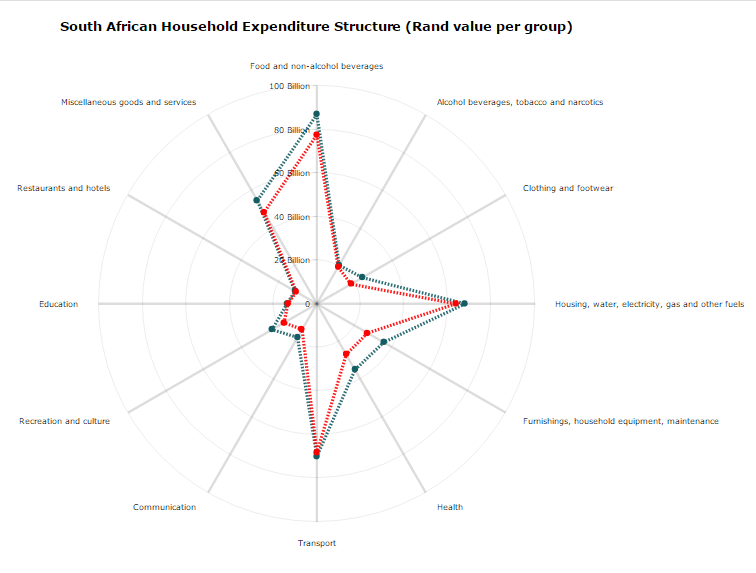 South African Household Expenditure Structure (Rand value per group)
Food and non-alcohol beverages
100 Billion
Miscellaneous goods and services
Alcohol beverages, tobacco and narcotics
80 Billion
60 Billion
Restaurants and hotels
Clothing and footwear
40 Billion
20 Billion
Education
0
Housing, water, electricity, gas and other fuels
Recreation and culture
Furnishings, household equipment, maintenance
Communication
Health
Transport